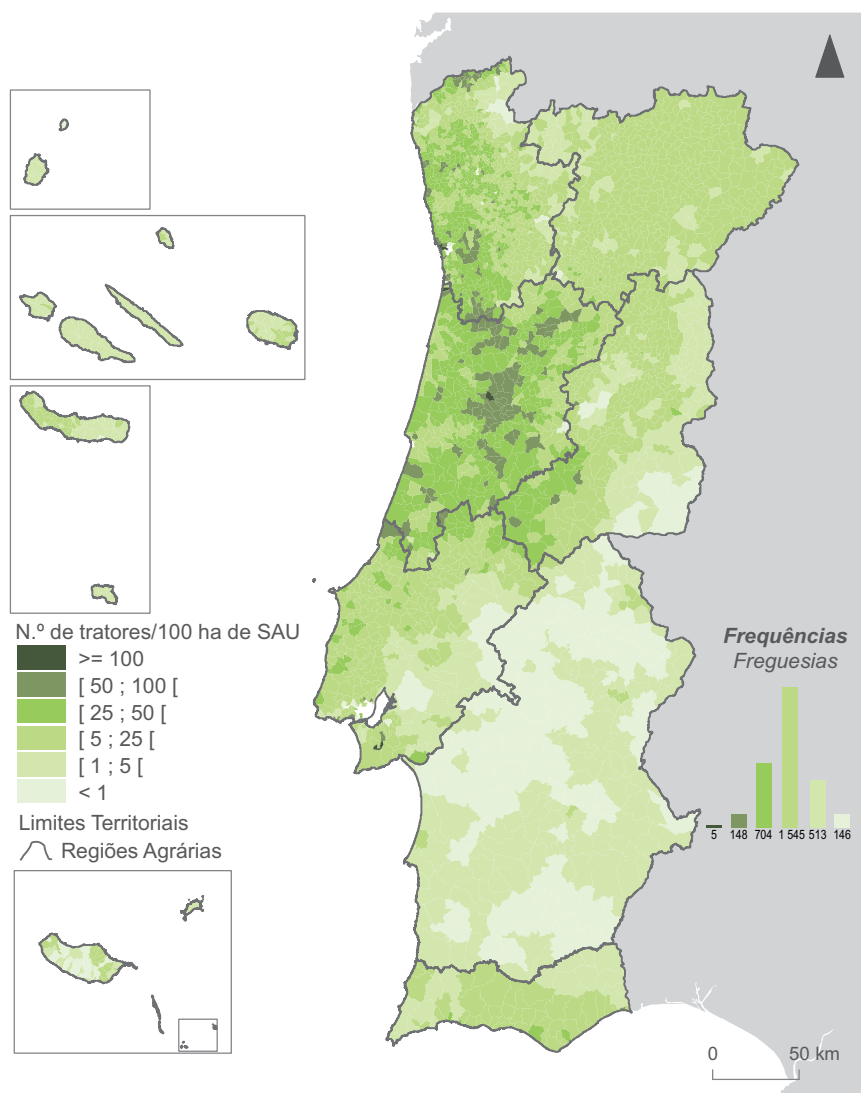 N.º de tratores/100 ha de SAU
>= 100
[ 50 ; 100 [
[ 25 ; 50 [
[ 5 ; 25 [
[ 1 ; 5 [
< 1
Limites Territoriais
Regiões Agrárias
Frequências
Freguesias
5 148 704 1 545 513 146
0 50 km